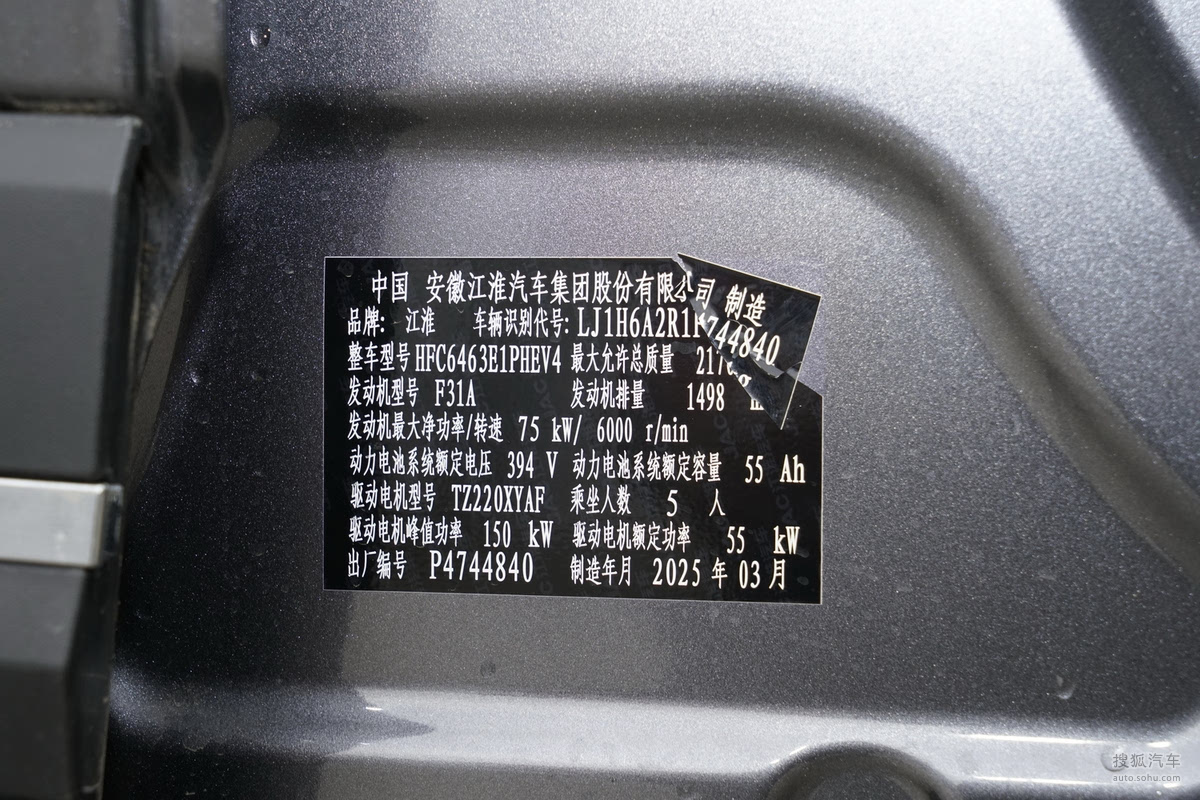 中国 安徽江淮汽车集团股份有限公司 制造
品牌: 江淮 车辆识别代号: LJ1H6A2R1 744840
整车型号 HFC6463E1PHEV4 最大允许总质量 217
发动机型号 F31A 发动机排量 1498
发动机最大净功率/转速 75 kW/ 6000 r/min
动力电池系统额定电压 394 V 动力电池系统额定容量 55 Ah
驱动电机型号 TZ220XYAF 乘坐人数 5 人
驱动电机峰值功率 150 kW 驱动电机额定功率 55 kW
出厂编号 P4744840 制造年月 2025 年 03 月
搜狐汽车
auto.sohu.com